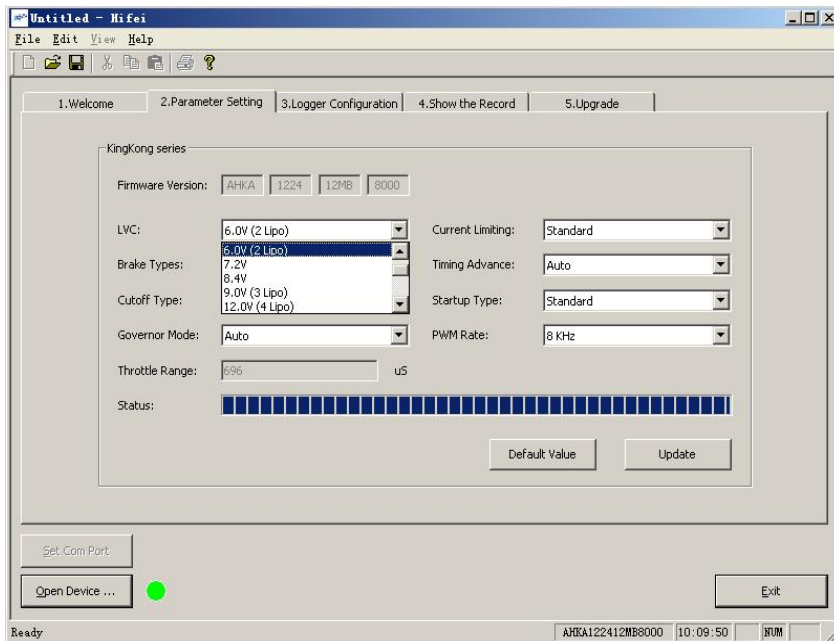 Untitled - Hifei
File Edit View Help
1.Welcome 2.Parameter Setting 3.Logger Configuration 4.Show the Record 5.Upgrade
KingKong series
Firmware Version: AHKA 1224 12MB 8000
LVC: 6.0V (2 Lipo) Current Limiting: Standard
6.0V (2 Lipo)
Brake Types: 7.2V Timing Advance: Auto
8.4V
9.0V (3 Lipo)
Cutoff Type: 12.0V (4 Lipo) Startup Type: Standard
Governor Mode: Auto PWM Rate: 8 KHz
Throttle Range: 696 uS
Status:
Default Value Update
Set Com Port
Open Device ... Exit
Ready AHKA122412MB8000 10:09:50 NUM